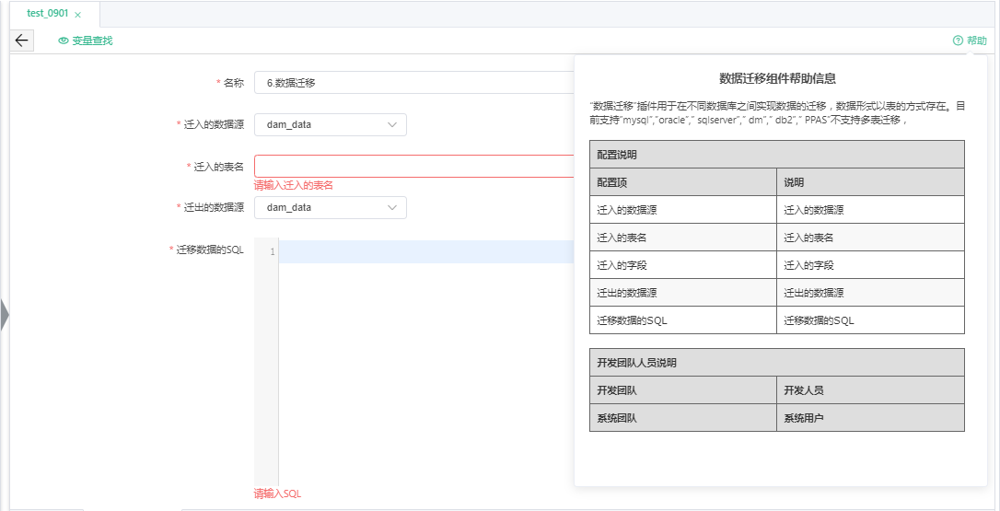 test_0901 ×
变量查找
帮助
* 名称 6.数据迁移
* 迁入的数据源 dam_data
* 迁入的表名
请输入迁入的表名
* 迁出的数据源 dam_data
* 迁移数据的SQL
1
请输入SQL
数据迁移组件帮助信息
"数据迁移"插件用于在不同数据库之间实现数据的迁移，数据形式以表的方式存在。目
前支持"mysql","oracle"," sqlserver"," dm"," db2"," PPAS"不支持多表迁移，
配置说明
配置顶 说明
迁入的数据源 迁入的数据源
迁入的表名 迁入的表名
迁入的字段 迁入的字段
迁出的数据源 迁出的数据源
迁移数据的SQL 迁移数据的SQL
开发团队人员说明
开发团队 开发人员
系统团队 系统用户